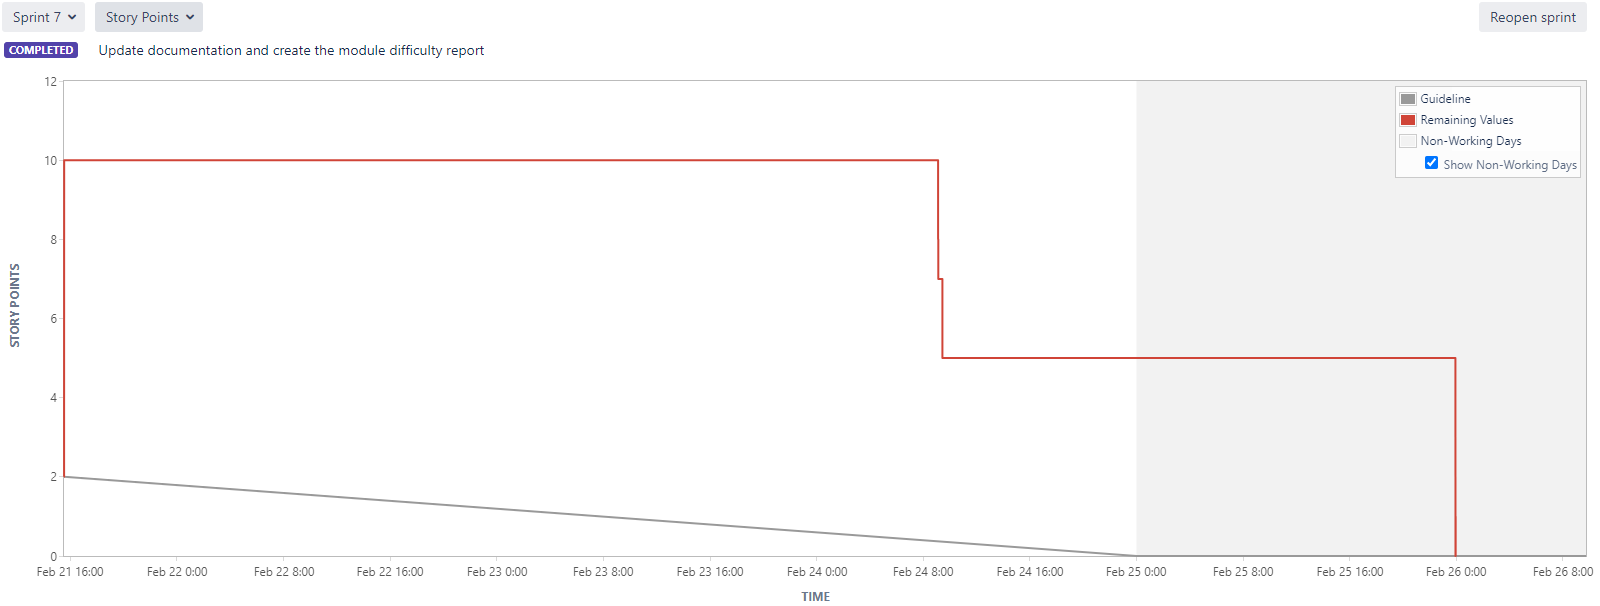 Sprint 7
Story Points
Reopen sprint
COMPLETED
Update documentation and create the module difficulty report
12
10
8
6
4
2
0
STORY POINTS
Guideline
Remaining Values
Non-Working Days
Show Non-Working Days
Feb 21 16:00
Feb 22 0:00
Feb 22 8:00
Feb 22 16:00
Feb 23 0:00
Feb 23 8:00
Feb 23 16:00
Feb 24 0:00
Feb 24 8:00
Feb 24 16:00
Feb 25 0:00
Feb 25 8:00
Feb 25 16:00
Feb 26 0:00
Feb 26 8:00
TIME